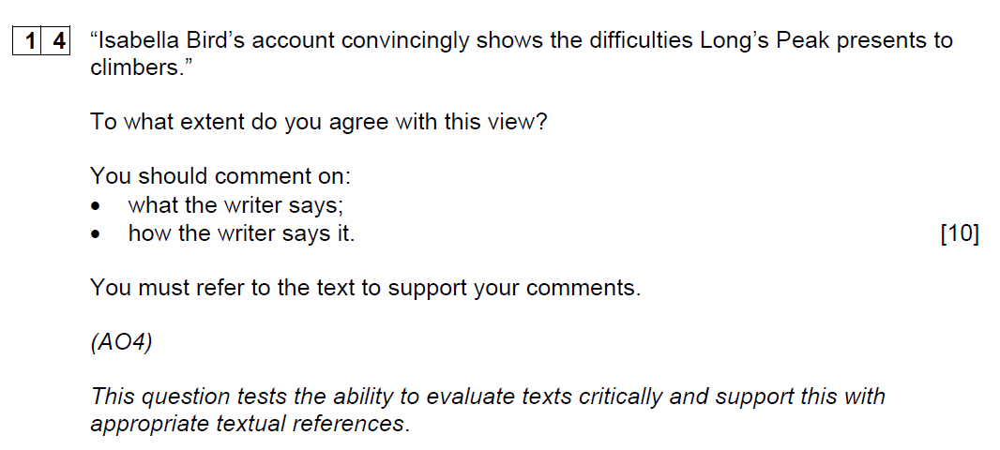 1 4 “Isabella Bird’s account convincingly shows the difficulties Long’s Peak presents to
climbers.”
To what extent do you agree with this view?
You should comment on:
• what the writer says;
• how the writer says it. [10]
You must refer to the text to support your comments.
(AO4)
This question tests the ability to evaluate texts critically and support this with
appropriate textual references.